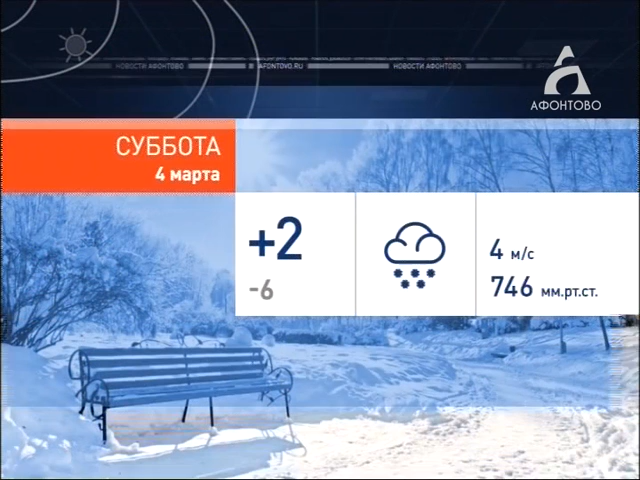 НОВОСТИ АФОНТОВО AFONTOVO.RU НОВОСТИ АФОНТОВО
АФОНТОВО
СУББОТА
4 марта
+2
-6
4 м/с
746 мм.рт.ст.